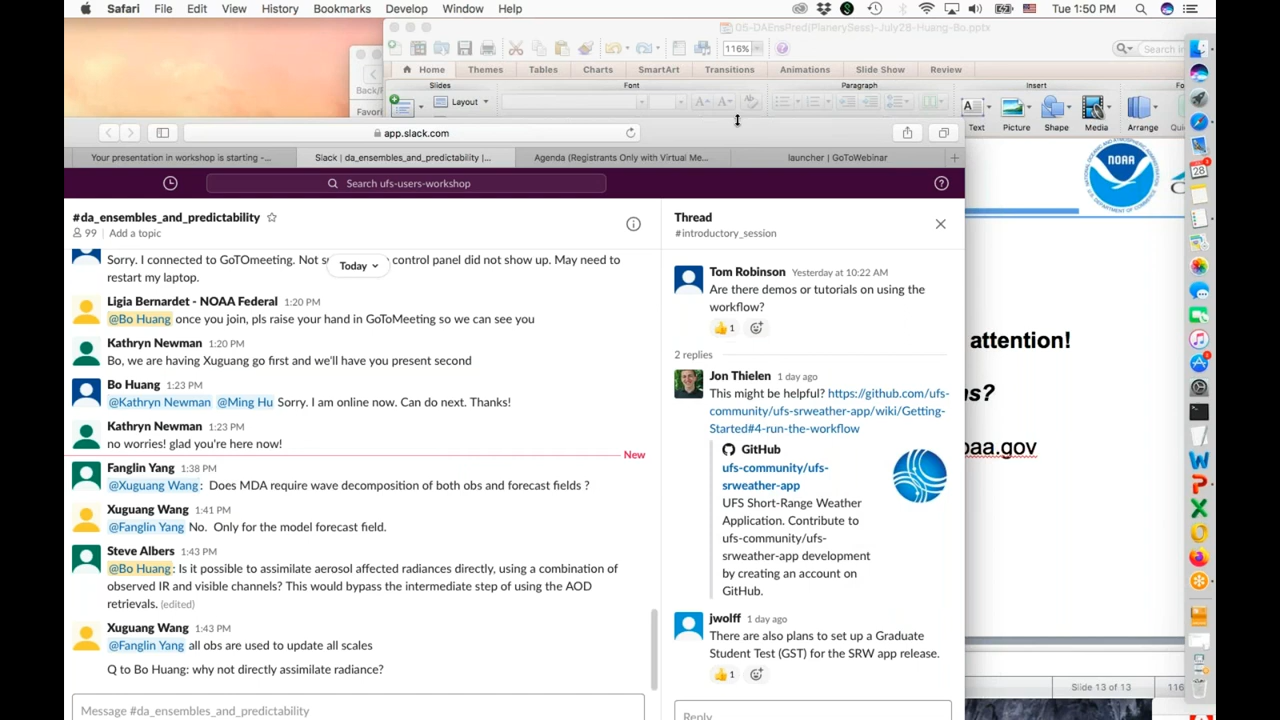 Safari File Edit View History Bookmarks Develop Window Help Tue 1:50 PM
05-DAEnsPred(PlanerySess)-July28-Huang-Bo.pptx
116%
Search in
Home Themes Tables Charts SmartArt Transitions Animations Slide Show Review
Back/F
Slides Font Paragraph Insert
Layout
Favori
Text Picture Shape Media Arrange
app.slack.com
Your presentation in workshop is starting -... Slack | da_ensembles_and_predictability |... Agenda (Registrants Only with Virtual Me... launcher | GoToWebinar
Search ufs-users-workshop
#da_ensembles_and_predictability
99 Add a topic
Sorry. I connected to GoTOmeeting. Not s
control panel did not show up. May need to
restart my laptop.
Today
Ligia Bernardet - NOAA Federal 1:20 PM
@Bo Huang once you join, pls raise your hand in GoToMeeting so we can see you
Kathryn Newman 1:20 PM
Bo, we are having Xuguang go first and we'll have you present second
Bo Huang 1:23 PM
@Kathryn Newman @Ming Hu Sorry. I am online now. Can do next. Thanks!
Kathryn Newman 1:23 PM
no worries! glad you're here now!
New
Fanglin Yang 1:38 PM
@Xuguang Wang: Does MDA require wave decomposition of both obs and forecast fields ?
Xuguang Wang 1:41 PM
@Fanglin Yang No. Only for the model forecast field.
Steve Albers 1:43 PM
@Bo Huang: Is it possible to assimilate aerosol affected radiances directly, using a combination of
observed IR and visible channels? This would bypass the intermediate step of using the AOD
retrievals. (edited)
Xuguang Wang 1:43 PM
@Fanglin Yang all obs are used to update all scales
Q to Bo Huang: why not directly assimilate radiance?
Message #da_ensembles_and_predictability
Thread
#introductory_session
Tom Robinson Yesterday at 10:22 AM
Are there demos or tutorials on using the
workflow?
1
2 replies
Jon Thielen 1 day ago
This might be helpful? https://github.com/ufs-
community/ufs-srweather-app/wiki/Getting-
Started#4-run-the-workflow
GitHub
ufs-community/ufs-
srweather-app
UFS Short-Range Weather
Application. Contribute to
ufs-community/ufs-
srweather-app development
by creating an account on
GitHub.
jwolff 1 day ago
There are also plans to set up a Graduate
Student Test (GST) for the SRW app release.
1
Reply
NOAA
attention!
s?
oaa.gov
Slide 13 of 13 116
28